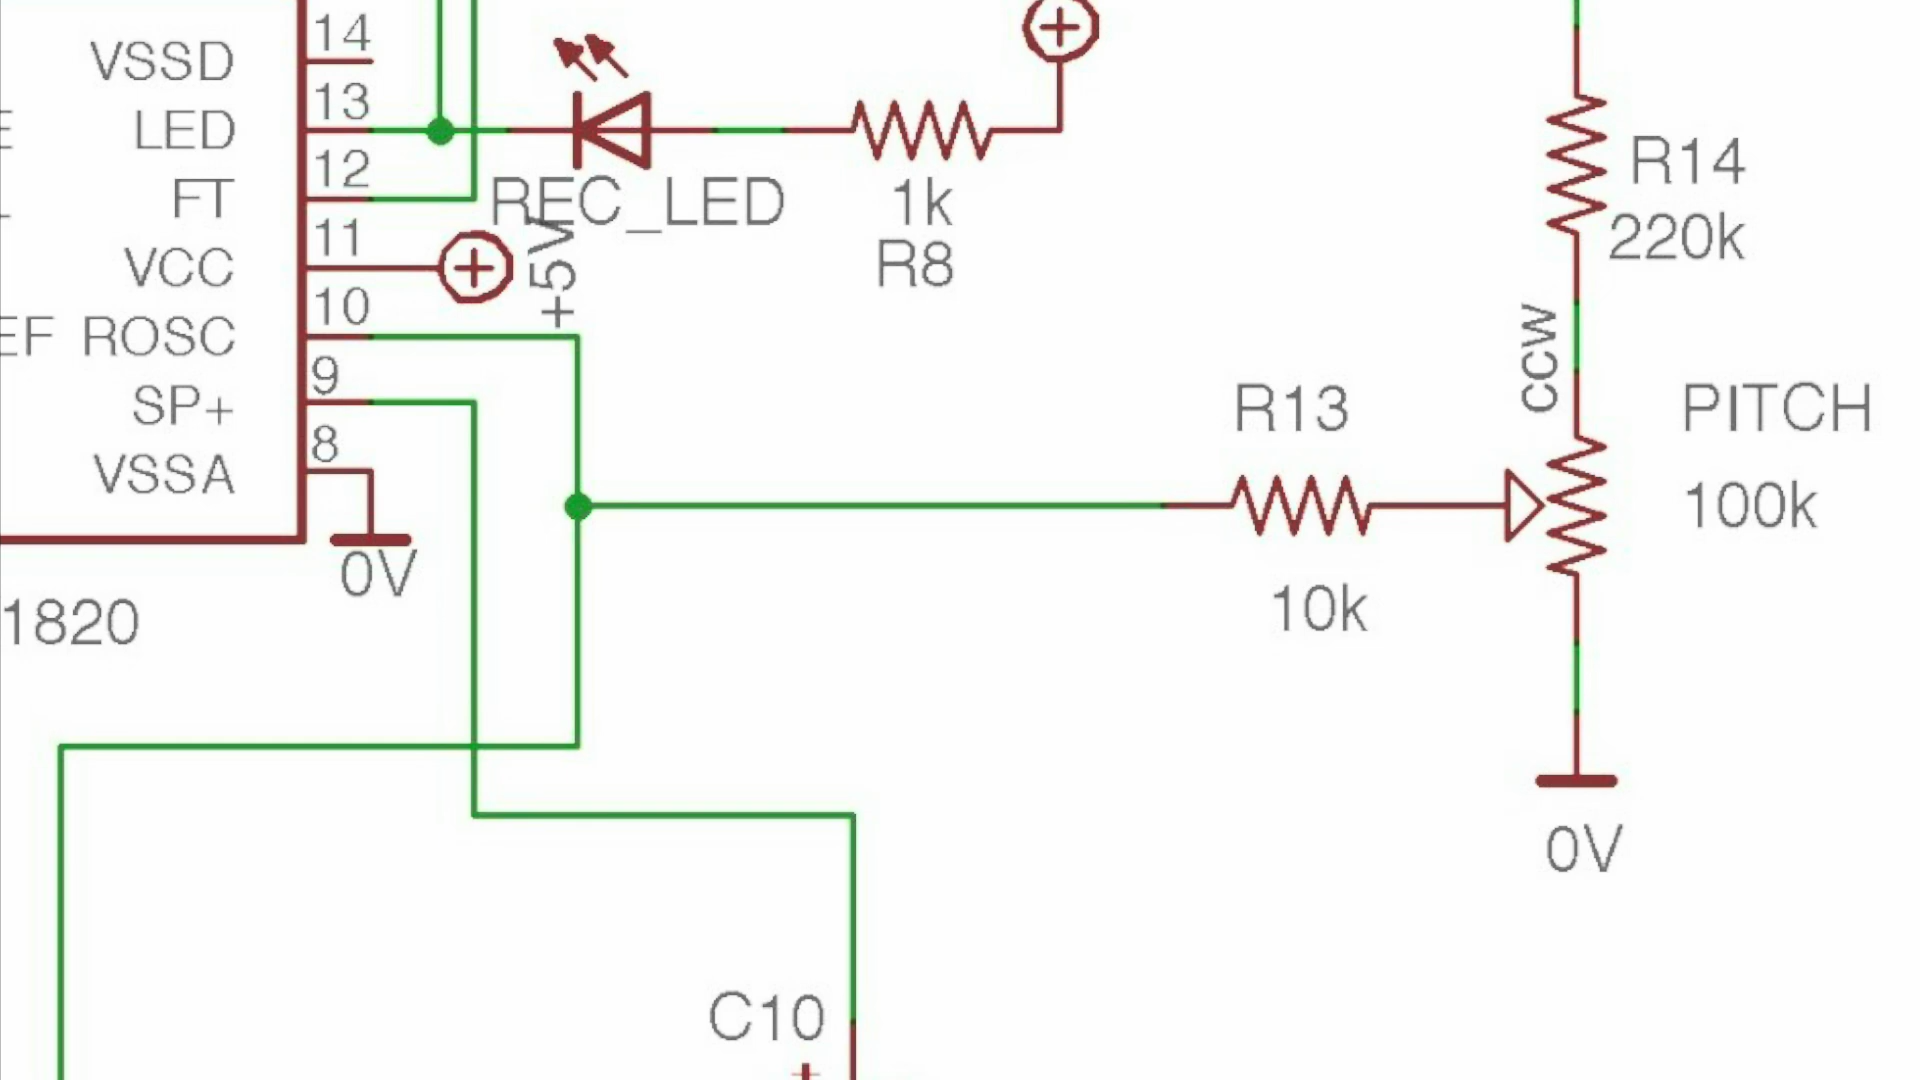 VSSD 14
LED 13
FT 12
VCC 11
ROSC 10
SP+ 9
VSSA 8
0V
1820
REC_LED
+5V
1k
R8
R14
220k
CCW
PITCH
100k
R13
10k
0V
C10